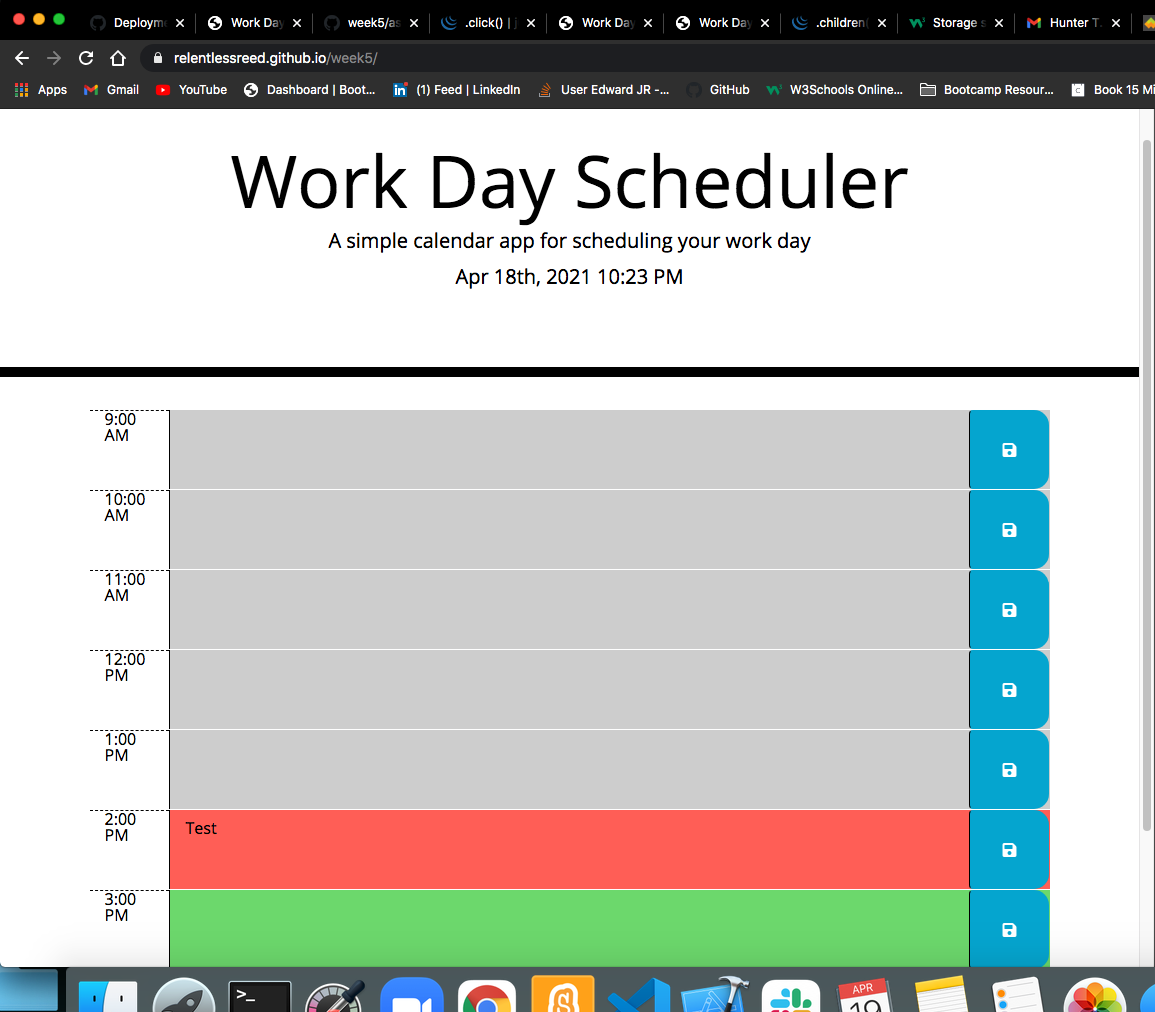 Deploym
Work Day
week5/as
.click() | j
Work Day
Work Day
.children(
Storage s
Hunter T
relentlessreed.github.io/week5/
Apps
Gmail
YouTube
Dashboard | Boot...
(1) Feed | LinkedIn
User Edward JR -...
GitHub
W3Schools Online...
Bootcamp Resour...
Book 15 Mi
Work Day Scheduler
A simple calendar app for scheduling your work day
Apr 18th, 2021 10:23 PM
9:00
AM
10:00
AM
11:00
AM
12:00
PM
1:00
PM
2:00
PM
Test
3:00
PM
APR
19